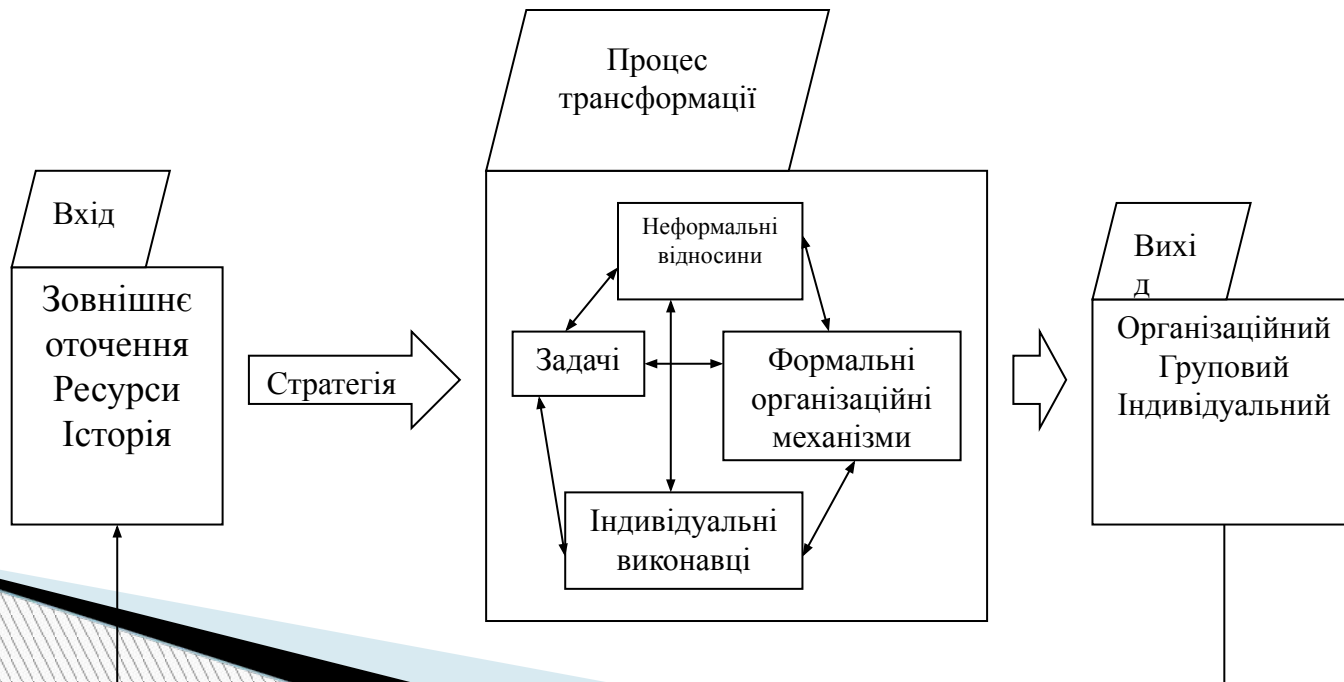 Процес
трансформації
Вхід
Зовнішнє
оточення
Ресурси
Історія
Стратегія
Неформальні
відносини
Задачі
Формальні
організаційні
механізми
Індивідуальні
виконавці
Вихі
д
Організаційний
Груповий
Індивідуальний